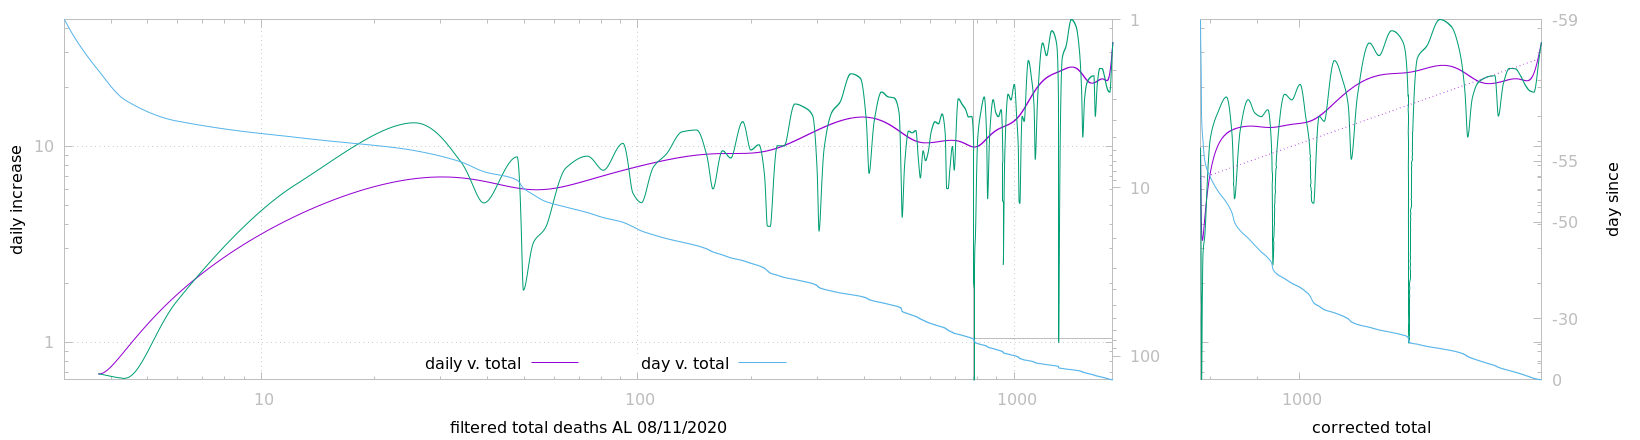 1
-59
10
10
-55
daily increase
day since
-50
-30
1
daily v. total
day v. total
100
0
10
100
1000
1000
filtered total deaths AL 08/11/2020
corrected total